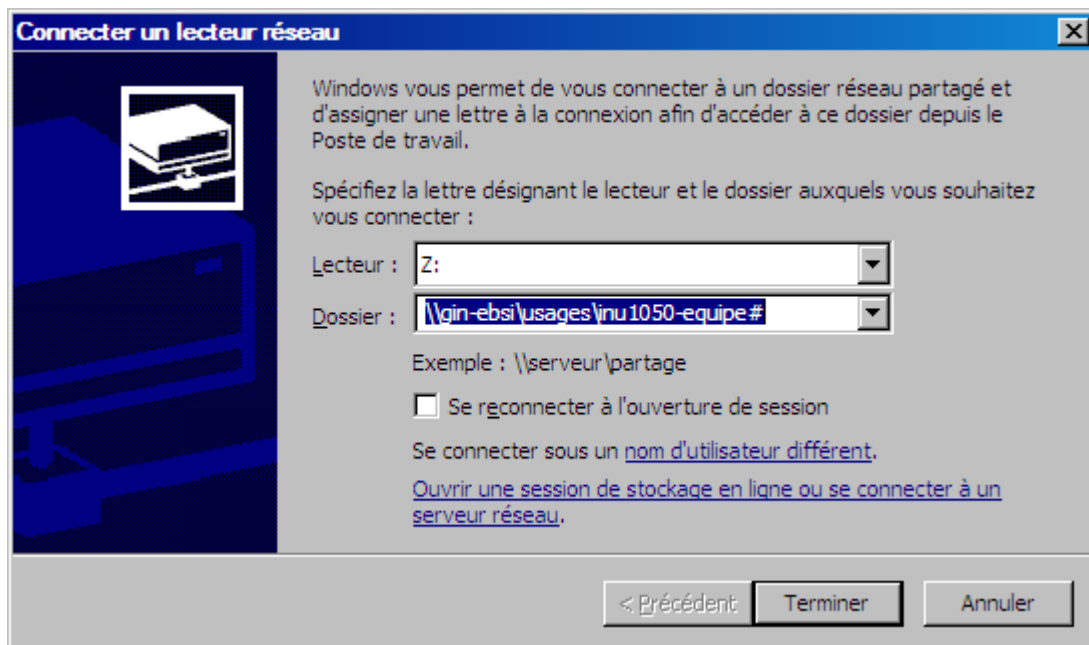 Connecter un lecteur réseau
Windows vous permet de vous connecter à un dossier réseau partagé et
d'assigner une lettre à la connexion afin d'accéder à ce dossier depuis le
Poste de travail.
Spécifiez la lettre désignant le lecteur et le dossier auxquels vous souhaitez
vous connecter :
Lecteur : Z:
Dossier : \\gin-ebsi\usages\inu1050-equipe#
Exemple : \\serveur\partage
Se reconnecter à l'ouverture de session
Se connecter sous un nom d'utilisateur différent.
Ouvrir une session de stockage en ligne ou se connecter à un
serveur réseau.
< Précédent Terminer Annuler